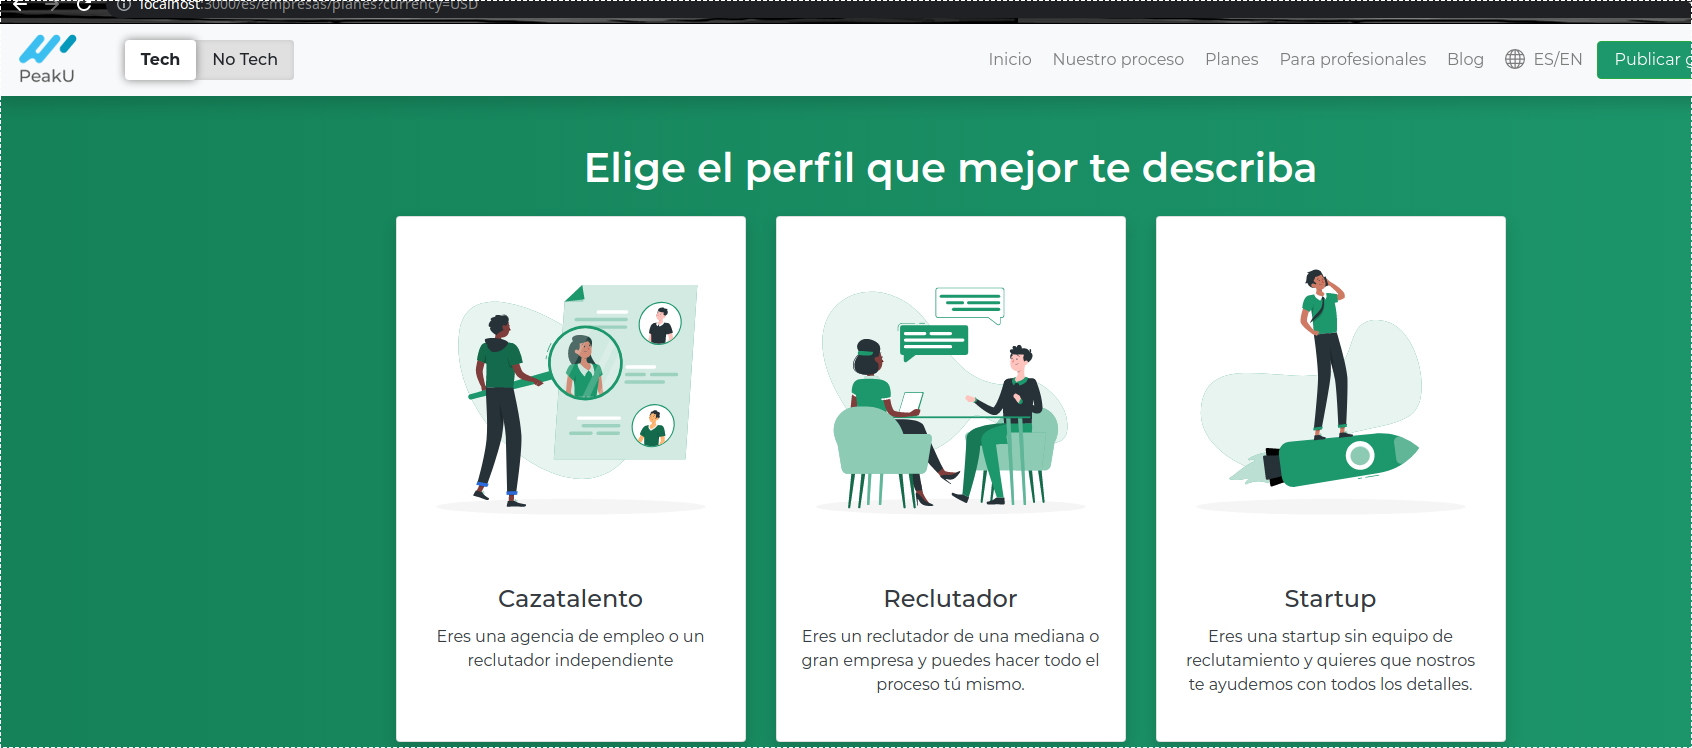 localhost:3000/es/empresas/planes?currency=USD
PeakU
Tech
No Tech
Inicio
Nuestro proceso
Planes
Para profesionales
Blog
ES/EN
Publicar
Elige el perfil que mejor te describa
Cazatalento
Eres una agencia de empleo o un
reclutador independiente
Reclutador
Eres un reclutador de una mediana o
gran empresa y puedes hacer todo el
proceso tú mismo.
Startup
Eres una startup sin equipo de
reclutamiento y quieres que nostros
te ayudemos con todos los detalles.